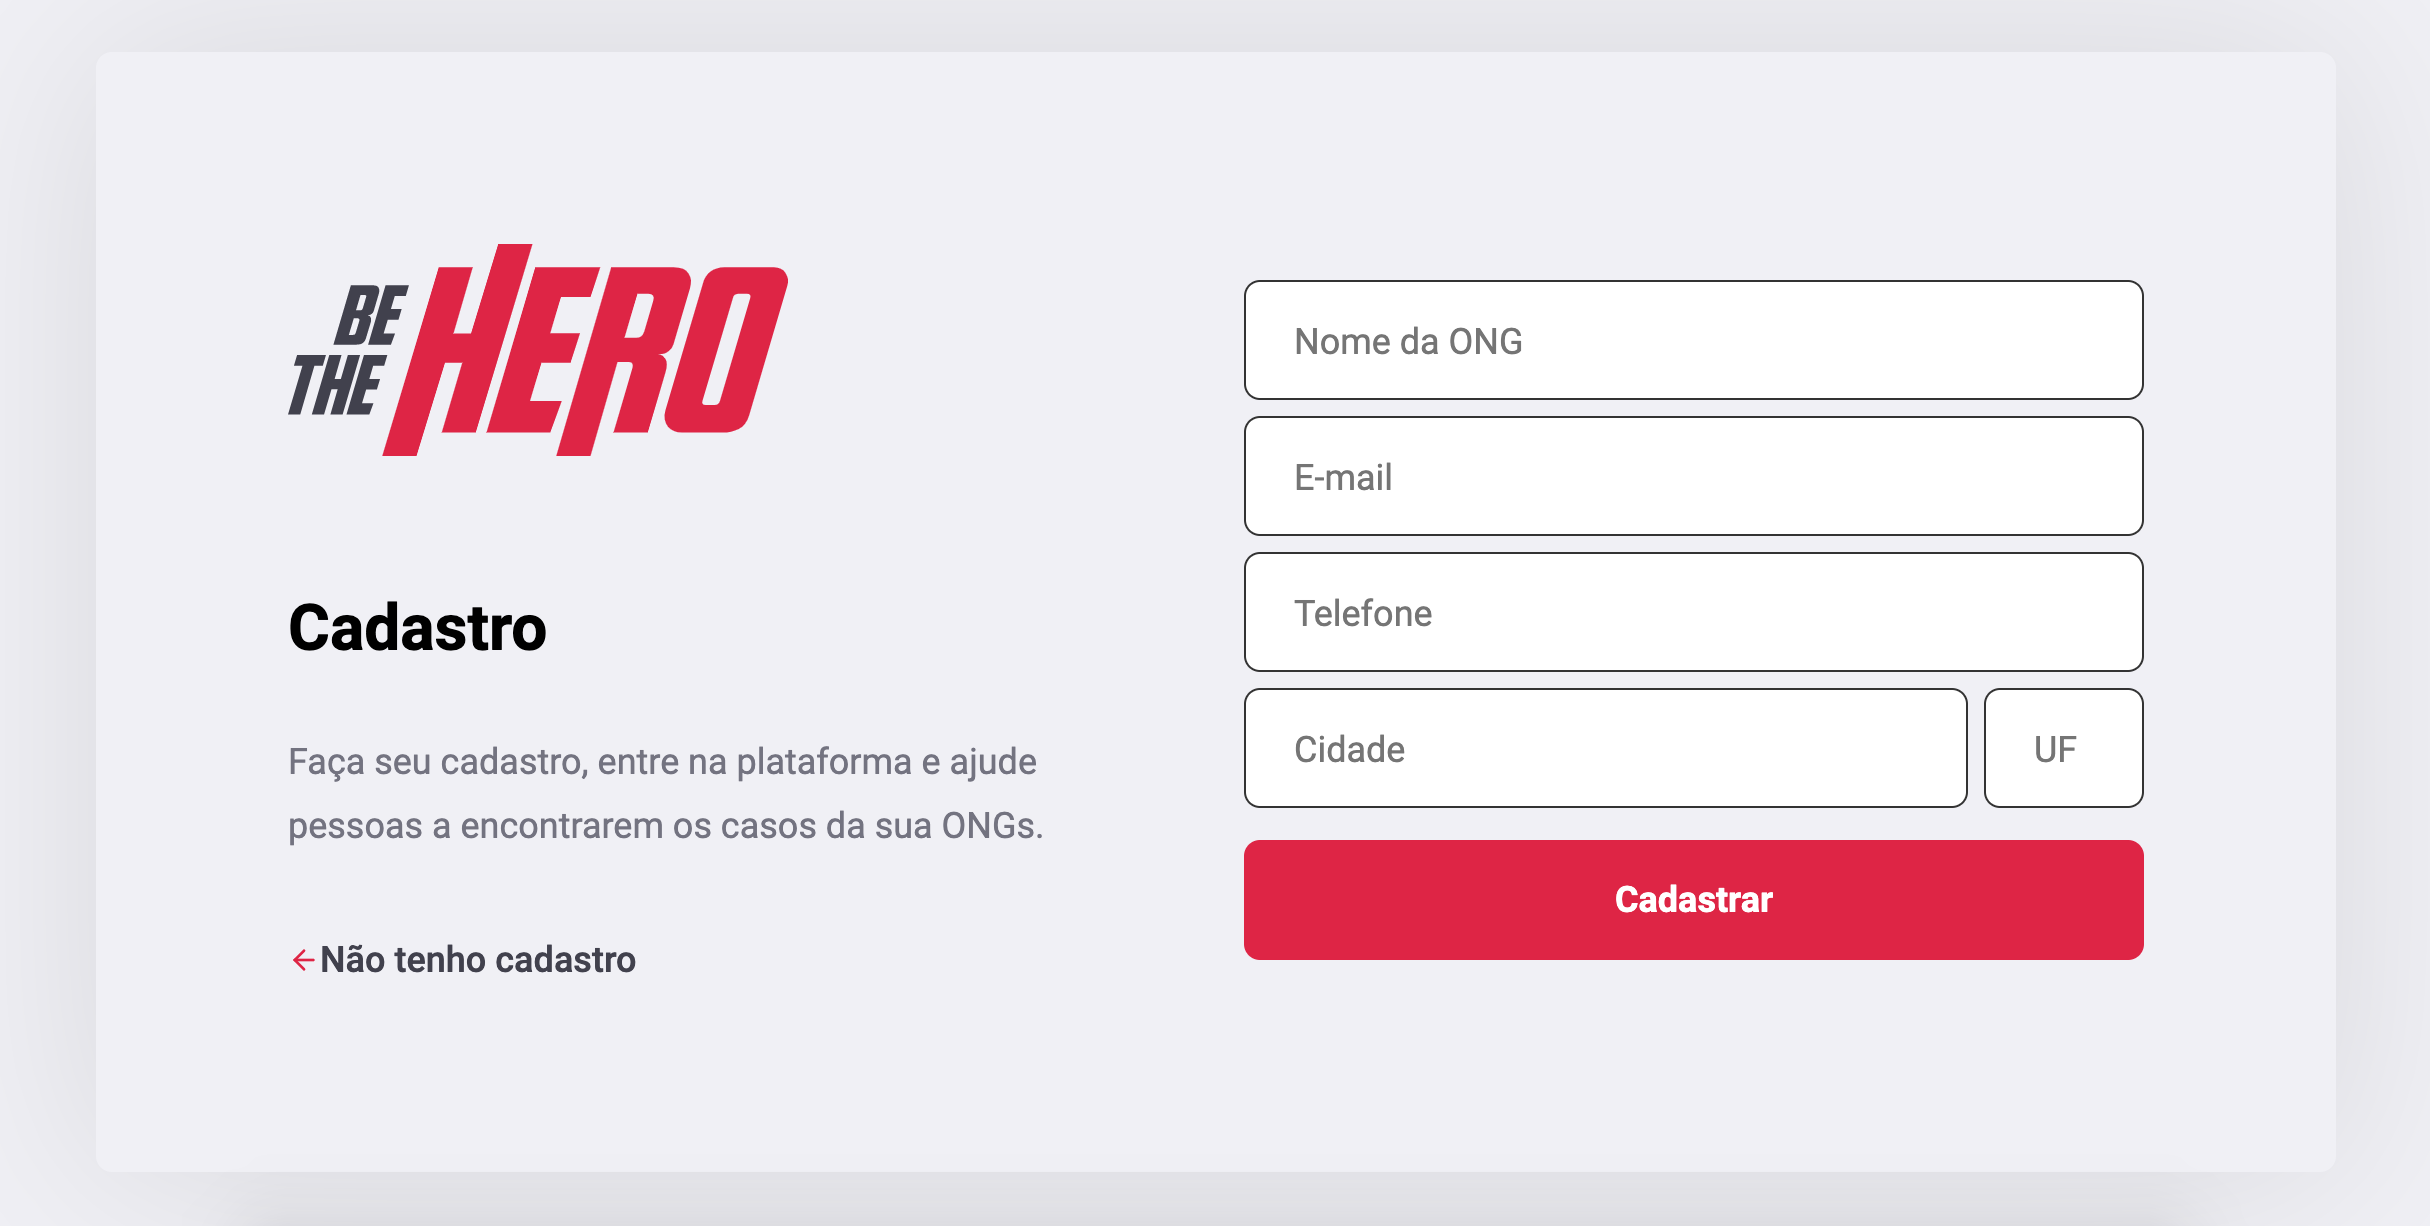 BE
THE
HERO
Cadastro
Faça seu cadastro, entre na plataforma e ajude
pessoas a encontrarem os casos da sua ONGs.
Não tenho cadastro
Nome da ONG
E-mail
Telefone
Cidade
UF
Cadastrar